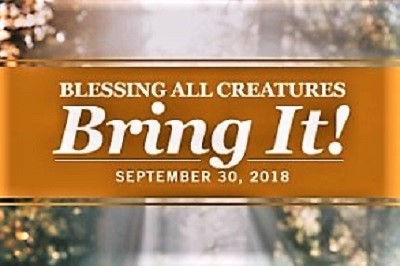 BLESSING ALL CREATURES
Bring It!
SEPTEMBER 30, 2018